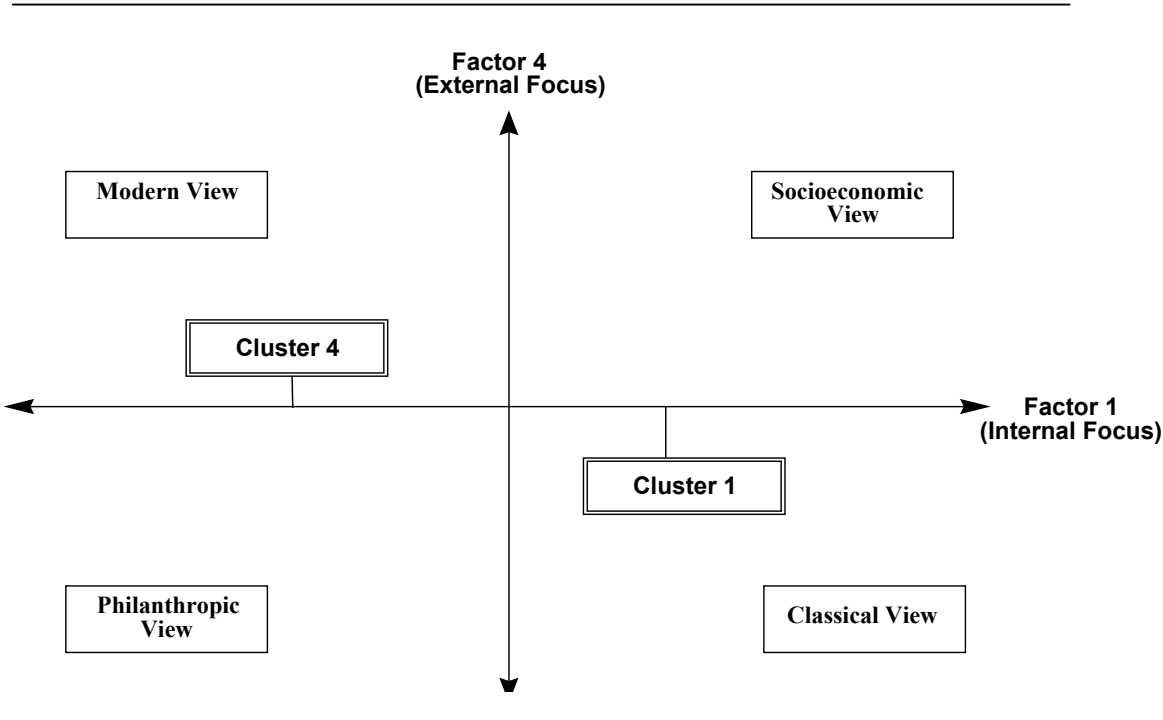 Factor 4
(External Focus)
Modern View
Socioeconomic
View
Cluster 4
Factor 1
(Internal Focus)
Cluster 1
Philanthropic
View
Classical View